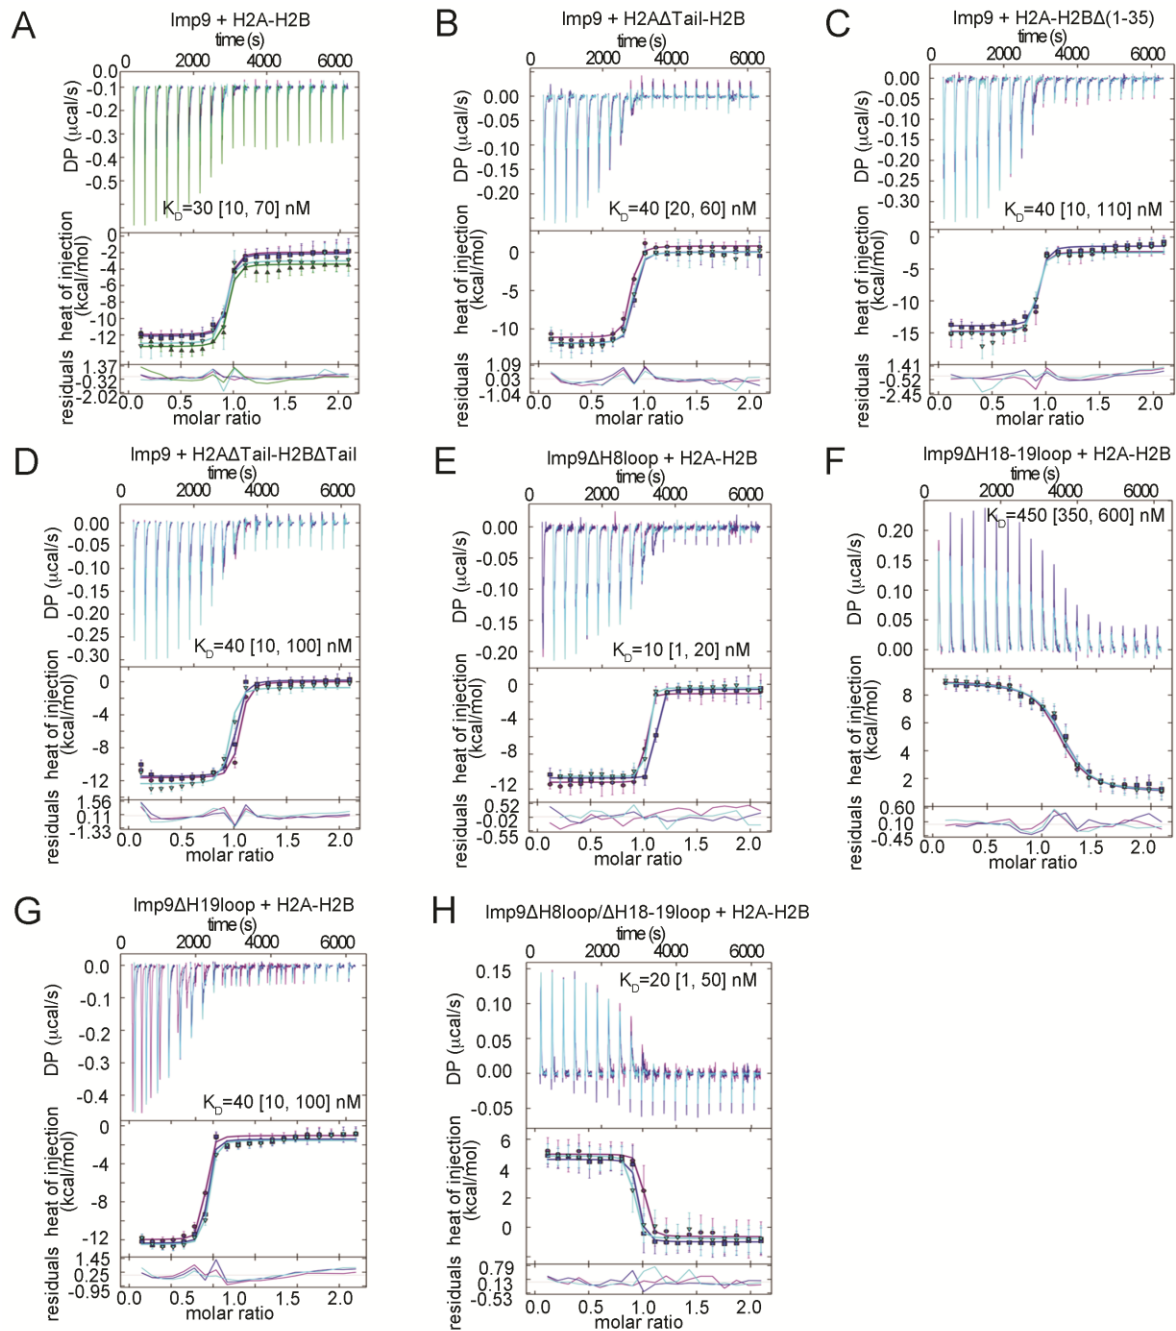 A
Imp9 + H2A-H2B
time (s)
0 2000 4000 6000
DP (μcal/s)
0.0
-0.1
-0.2
-0.3
-0.4
-0.5
KD=30 [10, 70] nM
heat of injection
(kcal/mol)
0
-2
-4
-6
-8
-10
-12
residuals
1.37
-0.32
-2.02
0.0 0.5 1.0 1.5 2.0
molar ratio
B
Imp9 + H2AΔTail-H2B
time (s)
0 2000 4000 6000
DP (μcal/s)
0.00
-0.05
-0.10
-0.15
-0.20
KD=40 [20, 60] nM
heat of injection
(kcal/mol)
0
-5
-10
residuals
1.09
0.03
-1.04
0.0 0.5 1.0 1.5 2.0
molar ratio
C
Imp9 + H2A-H2BΔ(1-35)
time (s)
0 2000 4000 6000
DP (μcal/s)
0.00
-0.05
-0.10
-0.15
-0.20
-0.25
-0.30
KD=40 [10, 110] nM
heat of injection
(kcal/mol)
0
-5
-10
-15
residuals
1.41
-0.52
-2.45
0.0 0.5 1.0 1.5 2.0
molar ratio
D
Imp9 + H2AΔTail-H2BΔTail
time (s)
0 2000 4000 6000
DP (μcal/s)
0.00
-0.05
-0.10
-0.15
-0.20
-0.25
-0.30
KD=40 [10, 100] nM
heat of injection
(kcal/mol)
0
-4
-8
-12
residuals
1.56
0.11
-1.33
0.0 0.5 1.0 1.5 2.0
molar ratio
E
Imp9ΔH8loop + H2A-H2B
time (s)
0 2000 4000 6000
DP (μcal/s)
0.00
-0.05
-0.10
-0.15
-0.20
KD=10 [1, 20] nM
heat of injection
(kcal/mol)
0
-4
-8
-12
residuals
0.52
-0.02
-0.55
0.0 0.5 1.0 1.5 2.0
molar ratio
F
Imp9ΔH18-19loop + H2A-H2B
time (s)
0 2000 4000 6000
KD=450 [350, 600] nM
DP (μcal/s)
0.20
0.15
0.10
0.05
0.00
heat of injection
(kcal/mol)
8
6
4
2
residuals
0.60
0.10
-0.45
0.0 0.5 1.0 1.5 2.0
molar ratio
G
Imp9ΔH19loop + H2A-H2B
time (s)
0 2000 4000 6000
DP (μcal/s)
0.0
-0.1
-0.2
-0.3
-0.4
KD=40 [10, 100] nM
heat of injection
(kcal/mol)
0
-4
-8
-12
residuals
1.45
0.25
-0.95
0.0 0.5 1.0 1.5 2.0
molar ratio
H
Imp9ΔH8loop/ΔH18-19loop + H2A-H2B
time (s)
0 2000 4000 6000
KD=20 [1, 50] nM
DP (μcal/s)
0.15
0.10
0.05
0.00
-0.05
heat of injection
(kcal/mol)
6
4
2
0
residuals
0.79
0.13
-0.53
0.0 0.5 1.0 1.5 2.0
molar ratio